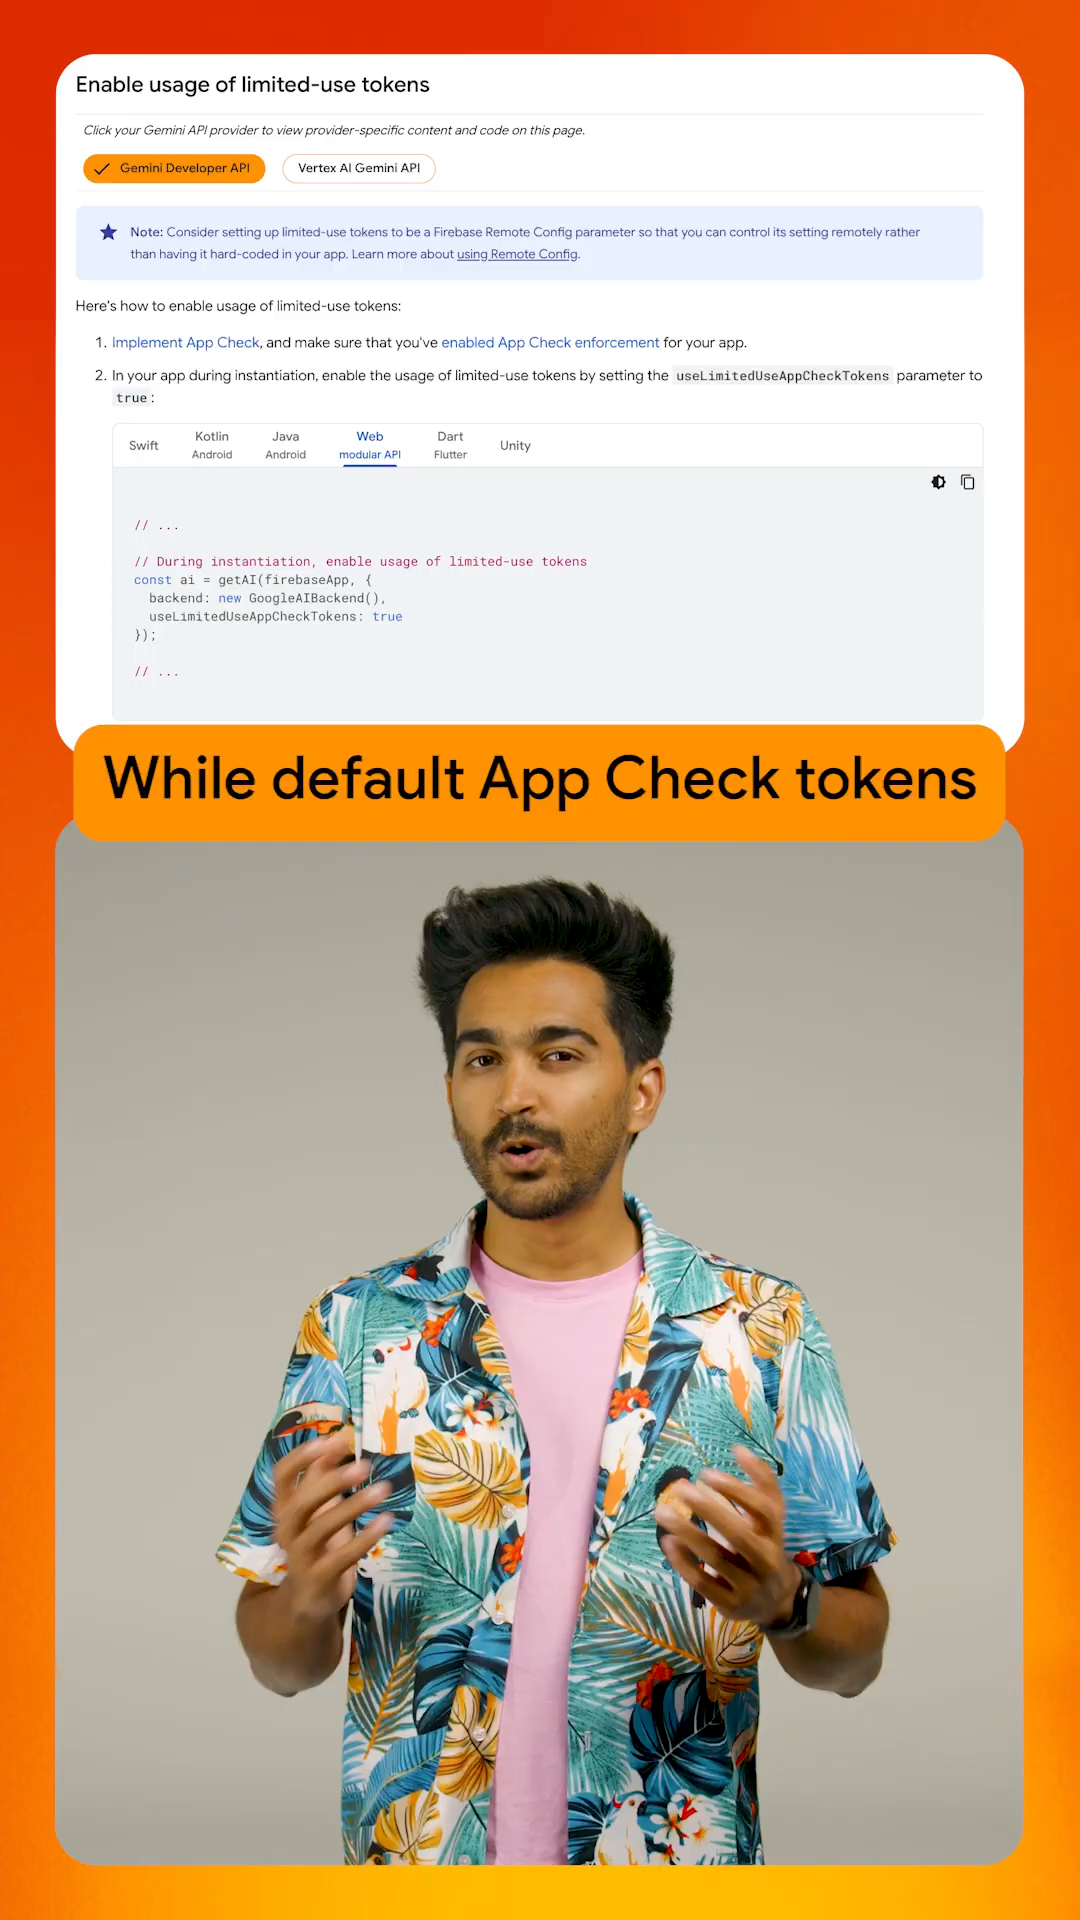 Enable usage of limited-use tokens
Click your Gemini API provider to view provider-specific content and code on this page.
Gemini Developer API
Vertex AI Gemini API
Note: Consider setting up limited-use tokens to be a Firebase Remote Config parameter so that you can control its setting remotely rather
than having it hard-coded in your app. Learn more about using Remote Config.
Here's how to enable usage of limited-use tokens:
1. Implement App Check, and make sure that you've enabled App Check enforcement for your app.
2. In your app during instantiation, enable the usage of limited-use tokens by setting the useLimitedUseAppCheckTokens parameter to
true :
Swift
Kotlin
Android
Java
Android
Web
modular API
Dart
Flutter
Unity
// ...
// During instantiation, enable usage of limited-use tokens
const ai = getAI(firebaseApp, {
backend: new GoogleAIBackend(),
useLimitedUseAppCheckTokens: true
});
// ...
While default App Check tokens